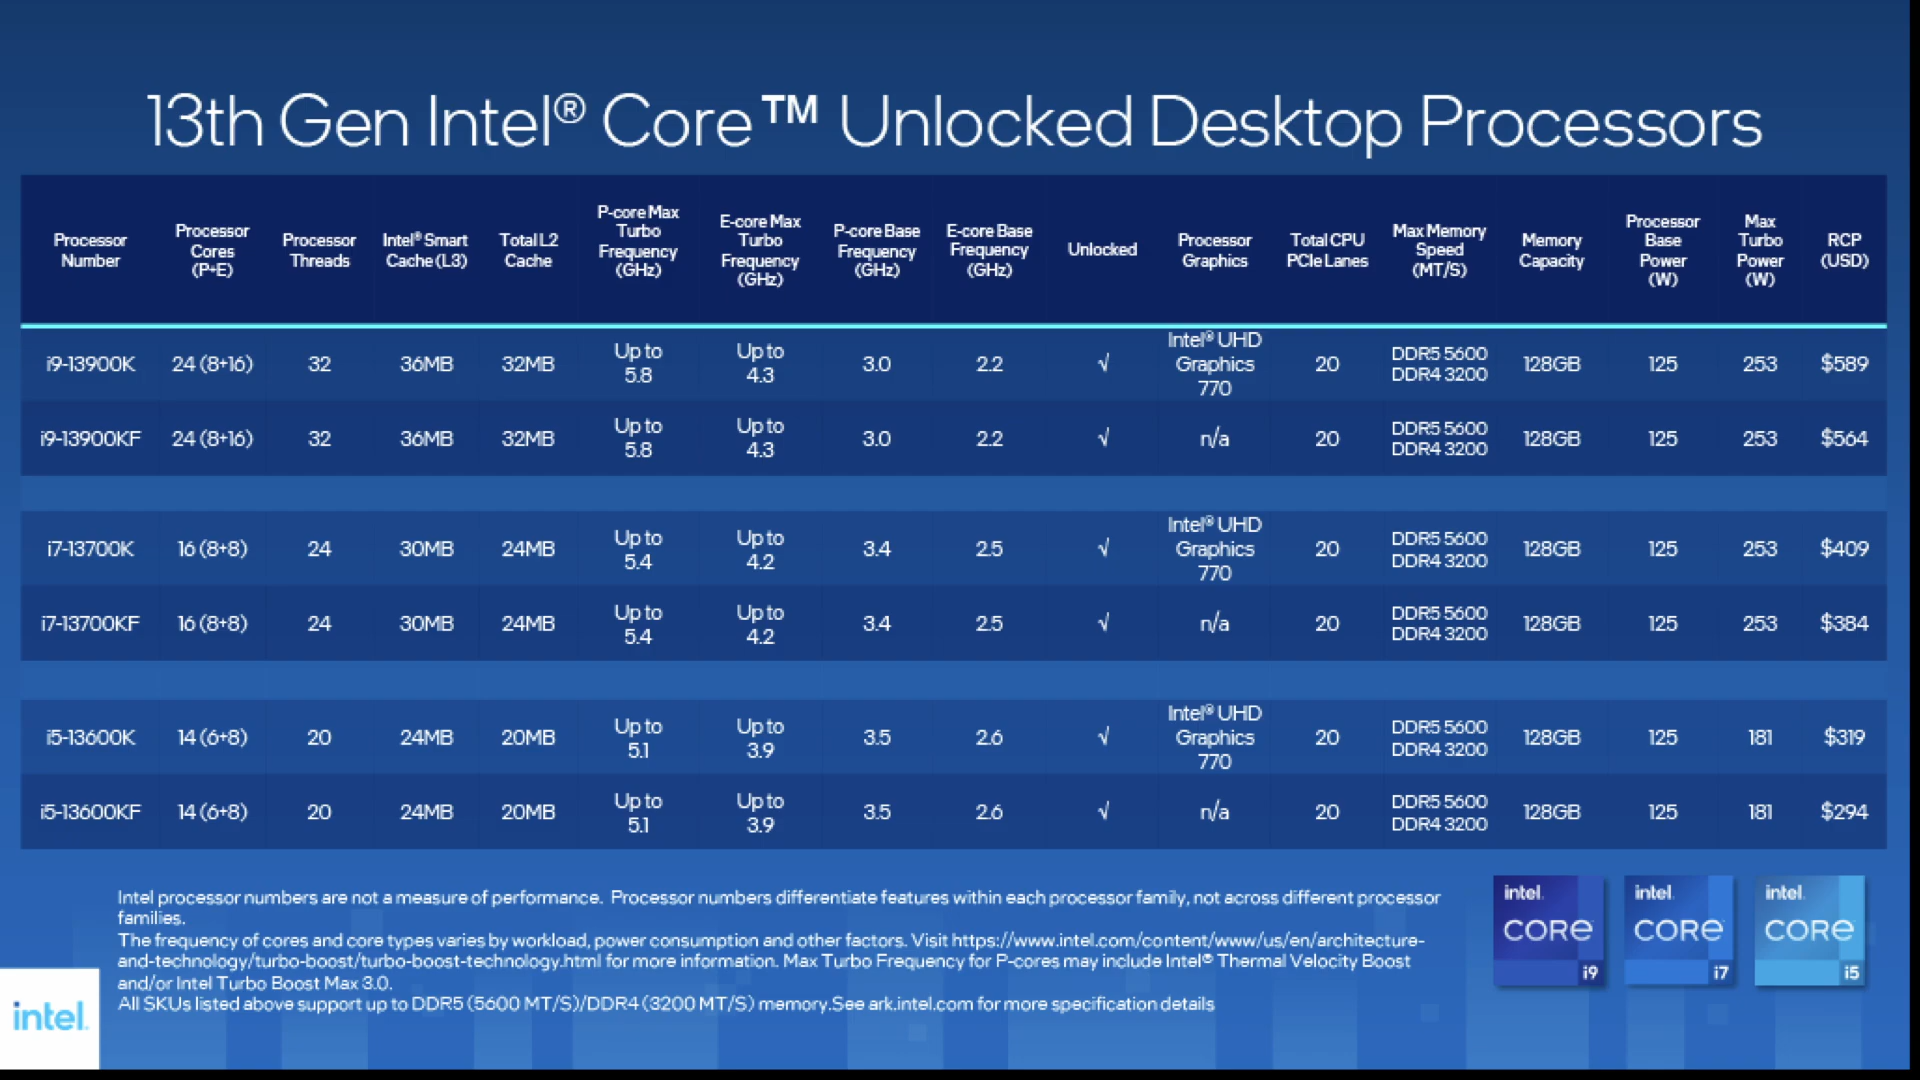 13th Gen Intel® Core™ Unlocked Desktop Processors
Processor Number Processor Cores (P+E) Processor Threads Intel® Smart Cache (L3) Total L2 Cache P-core Max Turbo Frequency (GHz) E-core Max Turbo Frequency (GHz) P-core Base Frequency (GHz) E-core Base Frequency (GHz) Unlocked Processor Graphics Total CPU PCIe Lanes Max Memory Speed (MT/S) Memory Capacity Processor Base Power (W) Max Turbo Power (W) RCP (USD)
i9-13900K 24 (8+16) 32 36MB 32MB Up to 5.8 Up to 4.3 3.0 2.2 √ Intel® UHD Graphics 770 20 DDR5 5600 DDR4 3200 128GB 125 253 $589
i9-13900KF 24 (8+16) 32 36MB 32MB Up to 5.8 Up to 4.3 3.0 2.2 √ n/a 20 DDR5 5600 DDR4 3200 128GB 125 253 $564
i7-13700K 16 (8+8) 24 30MB 24MB Up to 5.4 Up to 4.2 3.4 2.5 √ Intel® UHD Graphics 770 20 DDR5 5600 DDR4 3200 128GB 125 253 $409
i7-13700KF 16 (8+8) 24 30MB 24MB Up to 5.4 Up to 4.2 3.4 2.5 √ n/a 20 DDR5 5600 DDR4 3200 128GB 125 253 $384
i5-13600K 14 (6+8) 20 24MB 20MB Up to 5.1 Up to 3.9 3.5 2.6 √ Intel® UHD Graphics 770 20 DDR5 5600 DDR4 3200 128GB 125 181 $319
i5-13600KF 14 (6+8) 20 24MB 20MB Up to 5.1 Up to 3.9 3.5 2.6 √ n/a 20 DDR5 5600 DDR4 3200 128GB 125 181 $294
Intel processor numbers are not a measure of performance. Processor numbers differentiate features within each processor family, not across different processor
families.
The frequency of cores and core types varies by workload, power consumption and other factors. Visit https://www.intel.com/content/www/us/en/architecture-
and-technology/turbo-boost/turbo-boost-technology.html for more information. Max Turbo Frequency for P-cores may include Intel® Thermal Velocity Boost
and/or Intel Turbo Boost Max 3.0.
All SKUs listed above support up to DDR5 (5600 MT/S)/DDR4 (3200 MT/S) memory.See ark.intel.com for more specification details
intel.
intel. CORE i9
intel. CORE i7
intel. CORE i5